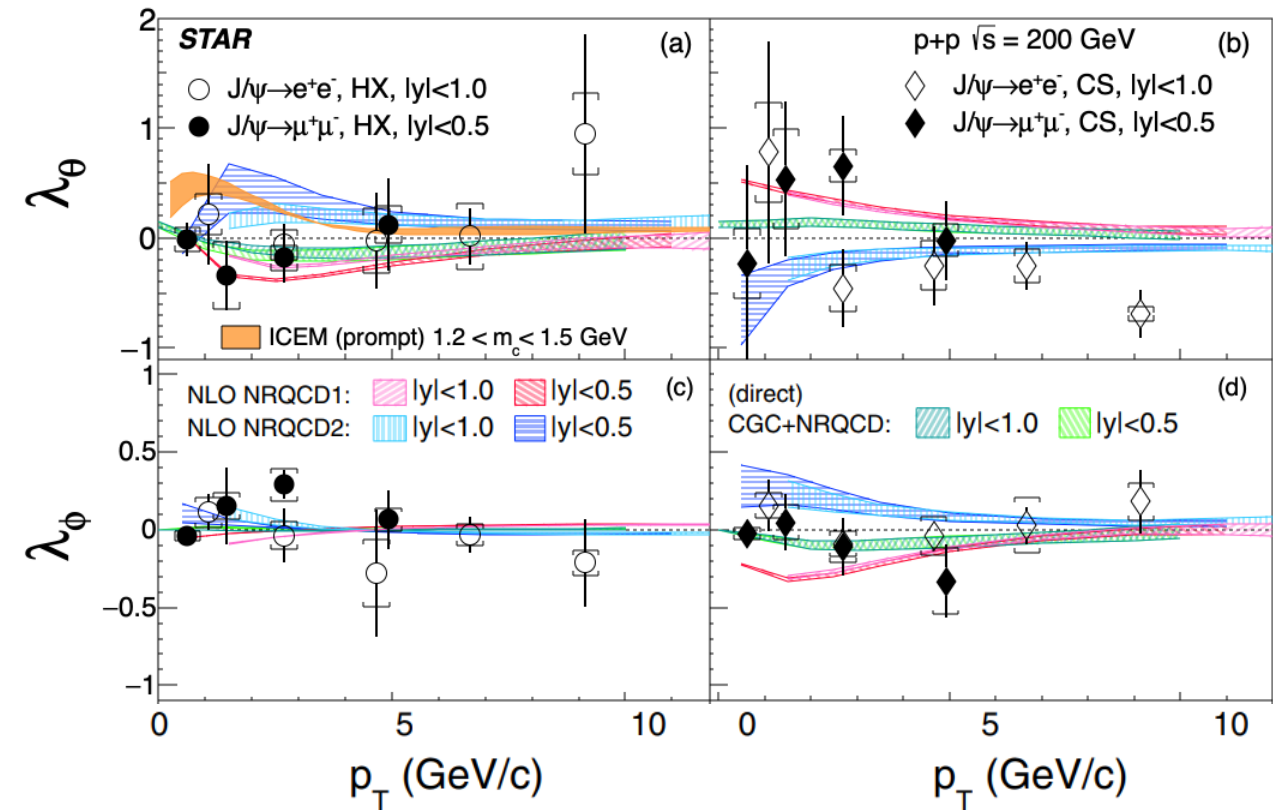 STAR
(a)
J/ψ→e⁺e⁻, HX, |y|<1.0
J/ψ→μ⁺μ⁻, HX, |y|<0.5
ICEM (prompt) 1.2 < m_c < 1.5 GeV
p+p √s = 200 GeV
(b)
J/ψ→e⁺e⁻, CS, |y|<1.0
J/ψ→μ⁺μ⁻, CS, |y|<0.5
λ_θ
2
1
0
−1
NLO NRQCD1: |y|<1.0 |y|<0.5
(c)
NLO NRQCD2: |y|<1.0 |y|<0.5
(direct)
(d)
CGC+NRQCD: |y|<1.0 |y|<0.5
λ_ϕ
1
0.5
0
−0.5
−1
0 5 10
0 5 10
p_T (GeV/c)
p_T (GeV/c)